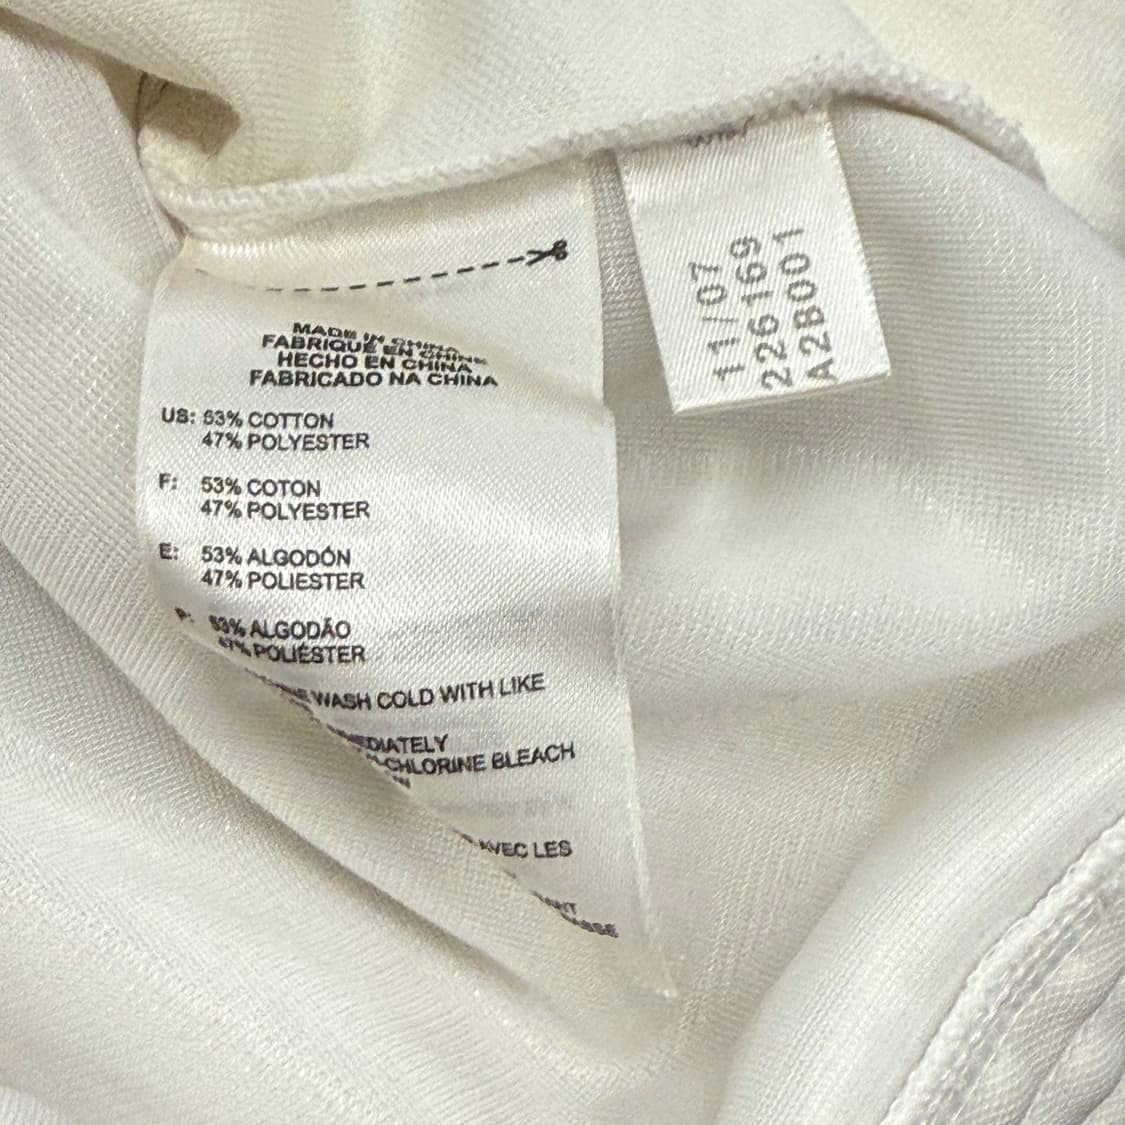 MADE IN CHINA
FABRIQUÉ EN CHINE
HECHO EN CHINA
FABRICADO NA CHINA
US: 53% COTTON
47% POLYESTER
F: 53% COTON
47% POLYESTER
E: 53% ALGODÓN
47% POLIESTER
P: 53% ALGODÃO
47% POLIÉSTER
WASH COLD WITH LIKE
CHLORINE BLEACH
AVEC LES
11/07
226169
A2B001